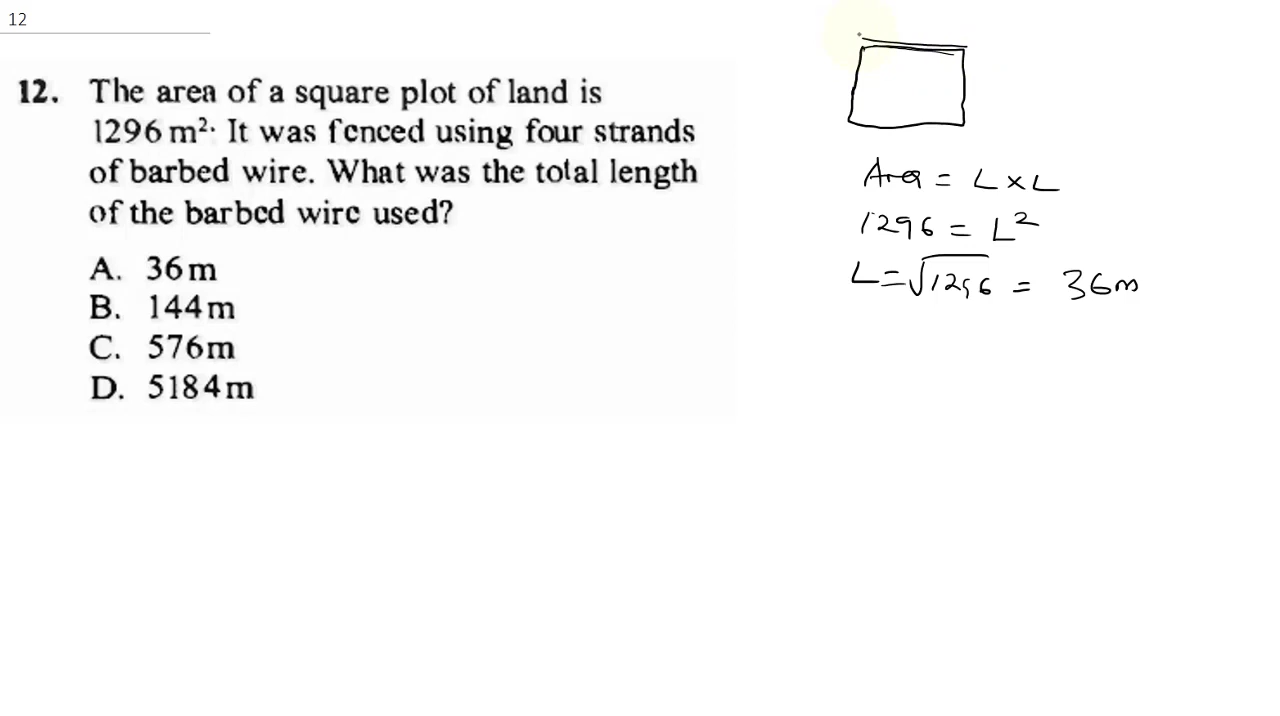 12
12. The area of a square plot of land is
1296 m². It was fenced using four strands
of barbed wire. What was the total length
of the barbed wire used?
A. 36 m
B. 144 m
C. 576 m
D. 5184 m
Area = L × L
1296 = L²
L = √1296 = 36m